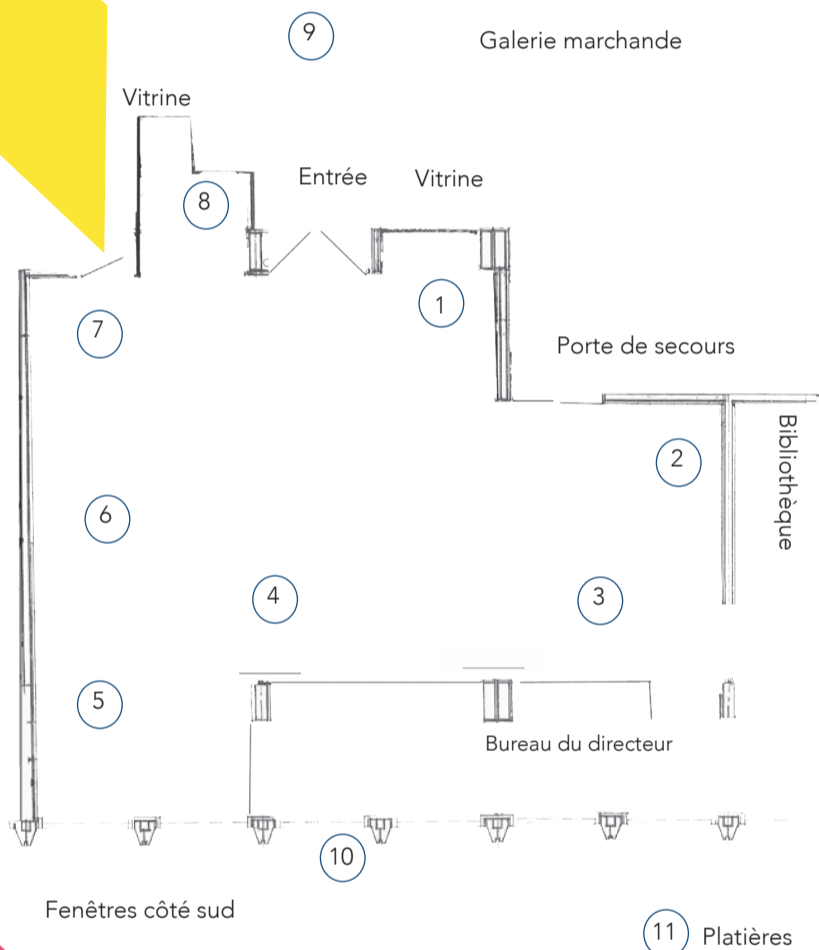 9
Galerie marchande
Vitrine
Entrée
Vitrine
8
1
7
Porte de secours
2
Bibliothèque
6
4
3
5
Bureau du directeur
10
Fenêtres côté sud
11 Platières